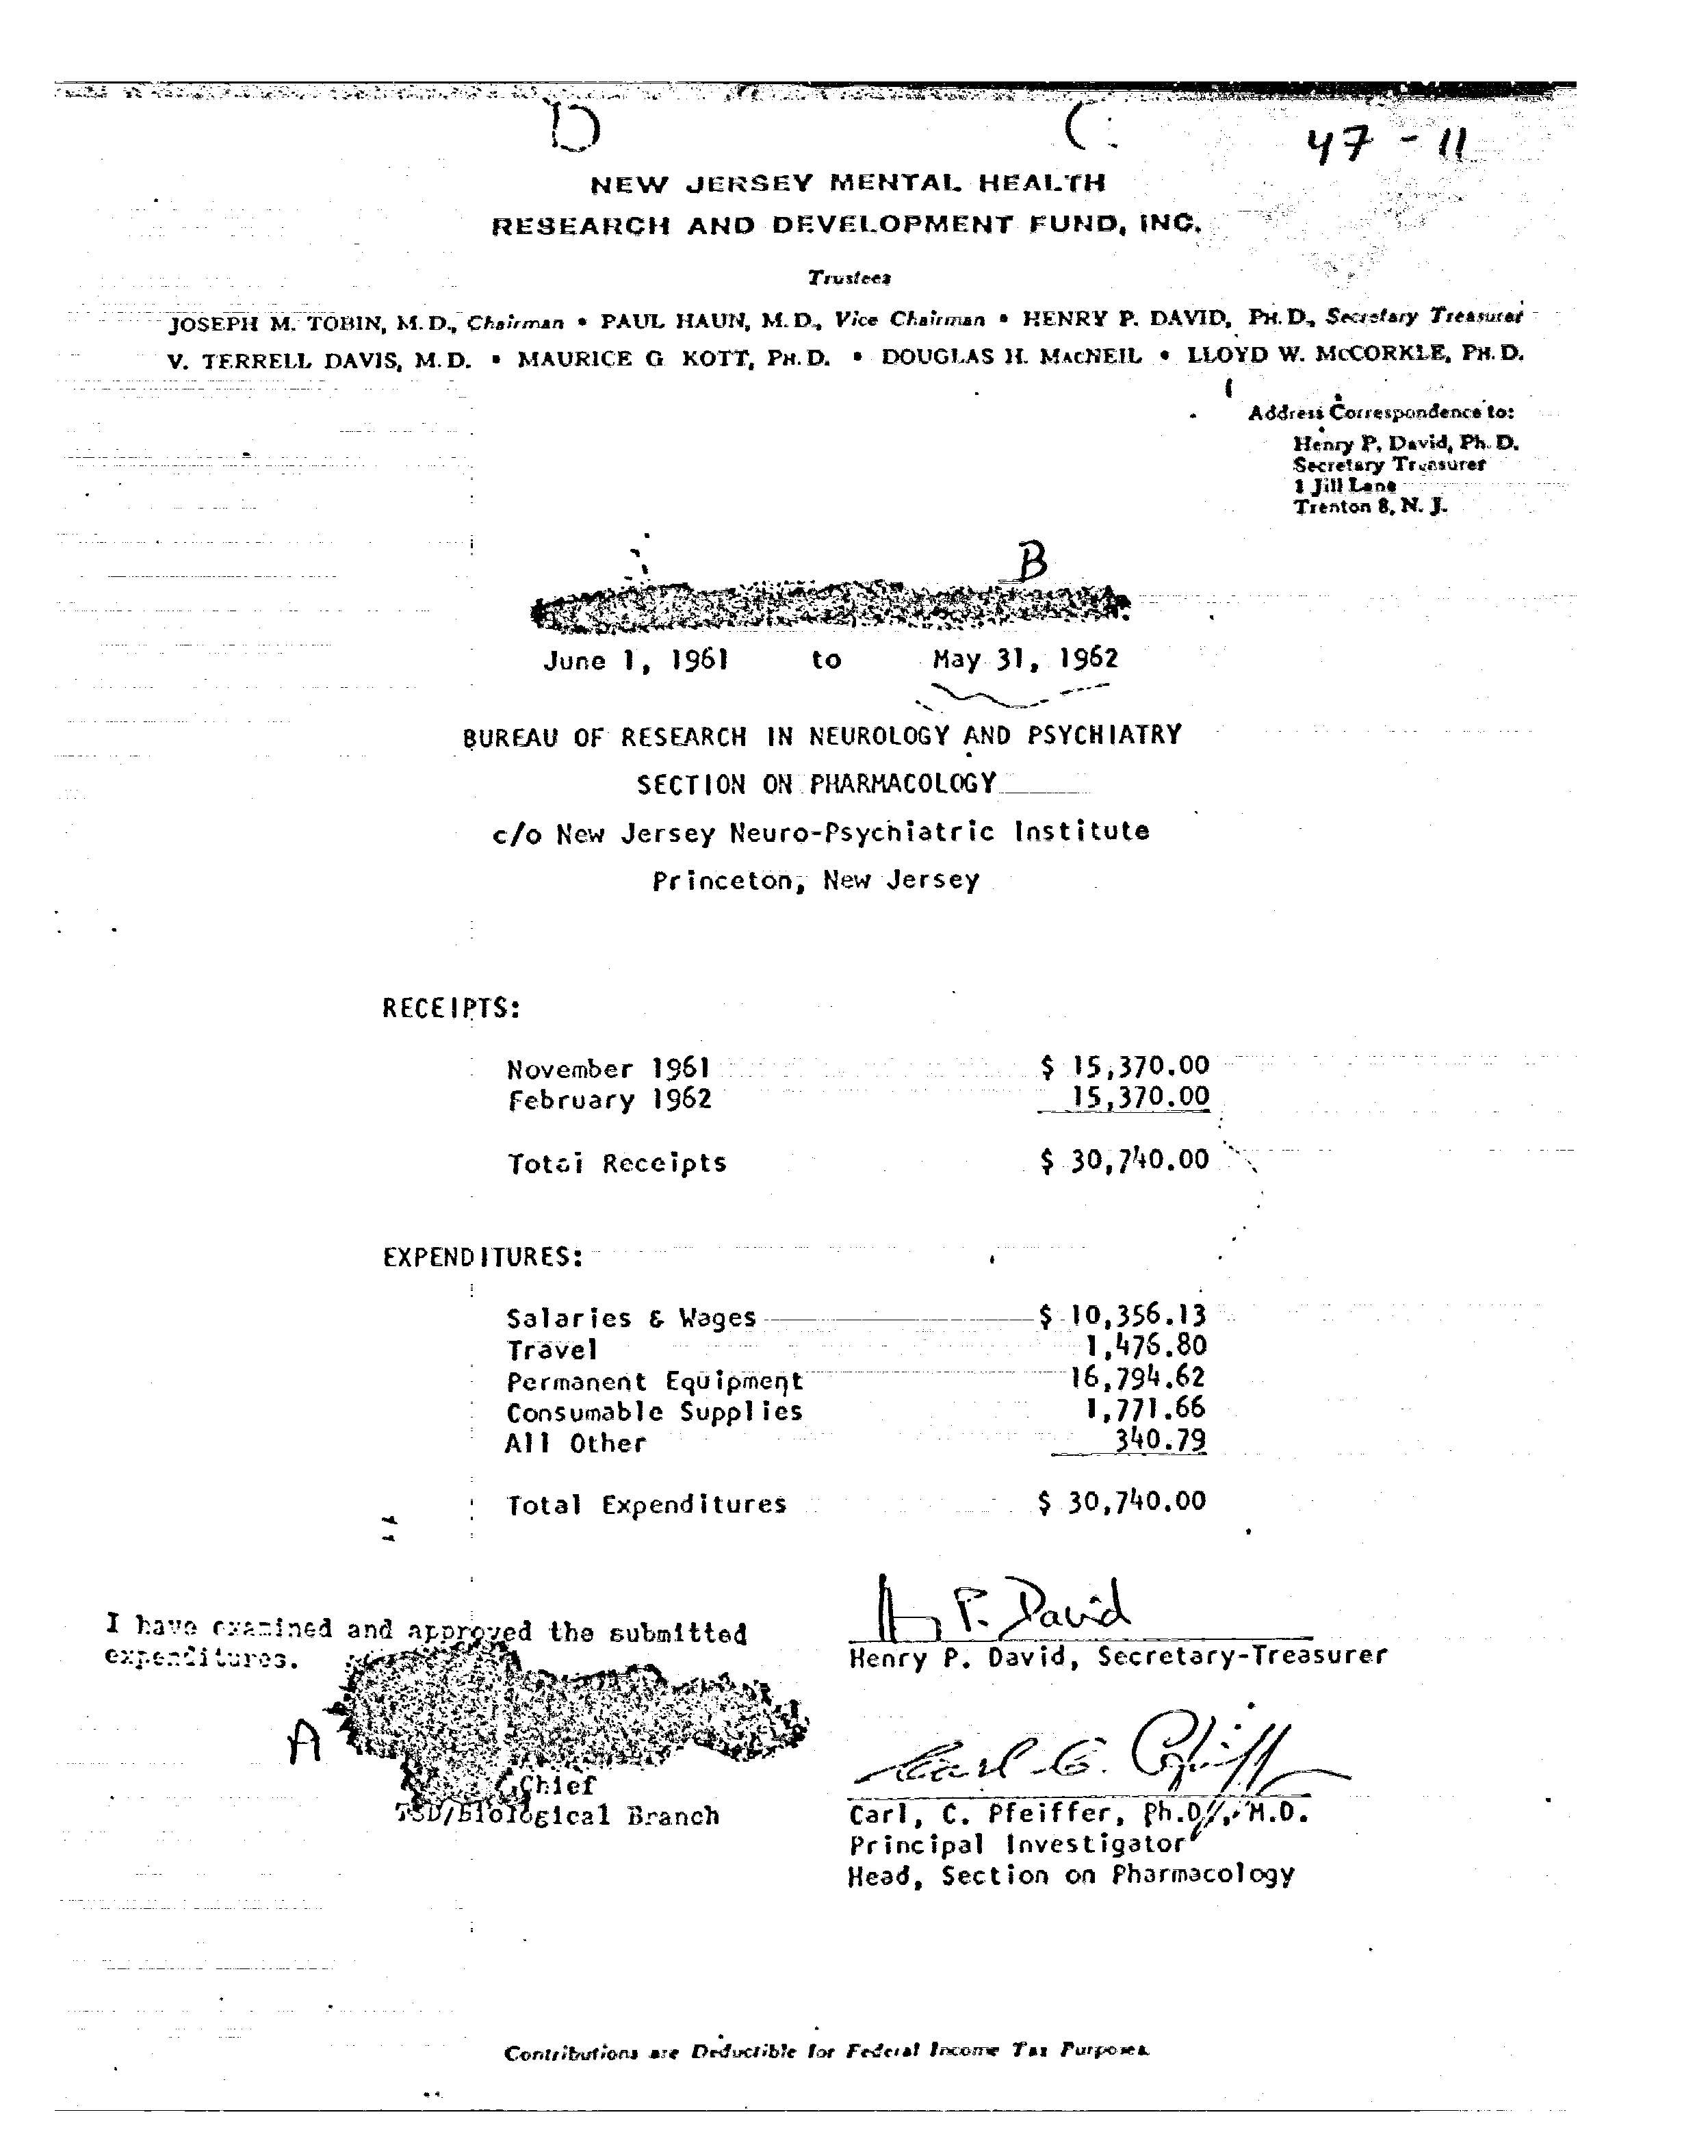 D C 47 - 11
NEW JERSEY MENTAL HEALTH
RESEARCH AND DEVELOPMENT FUND, INC.
Trustees
JOSEPH M. TOBIN, M.D., Chairman • PAUL HAUN, M.D., Vice Chairman • HENRY P. DAVID, PH.D., Secretary Treasurer
V. TERRELL DAVIS, M.D. • MAURICE G KOTT, PH.D. • DOUGLAS H. MACNEIL • LLOYD W. MCCORKLE, PH.D.
Address Correspondence to:
Henry P. David, Ph. D.
Secretary Treasurer
1 Jill Lane
Trenton 8, N. J.
B
June 1, 1961 to May 31, 1962
BUREAU OF RESEARCH IN NEUROLOGY AND PSYCHIATRY
SECTION ON PHARMACOLOGY
c/o New Jersey Neuro-Psychiatric Institute
Princeton, New Jersey
RECEIPTS:
November 1961 $ 15,370.00
February 1962 15,370.00
Total Receipts $ 30,740.00
EXPENDITURES:
Salaries & Wages $ 10,356.13
Travel 1,476.80
Permanent Equipment 16,794.62
Consumable Supplies 1,771.66
All Other 340.79
Total Expenditures $ 30,740.00
I have examined and approved the submitted
expenditures.
A
Chief
TSD/Biological Branch
H P. David
Henry P. David, Secretary-Treasurer
Carl C. Pfeiffer
Carl, C. Pfeiffer, Ph.D., M.D.
Principal Investigator
Head, Section on Pharmacology
Contributions are Deductible for Federal Income Tax Purposes.